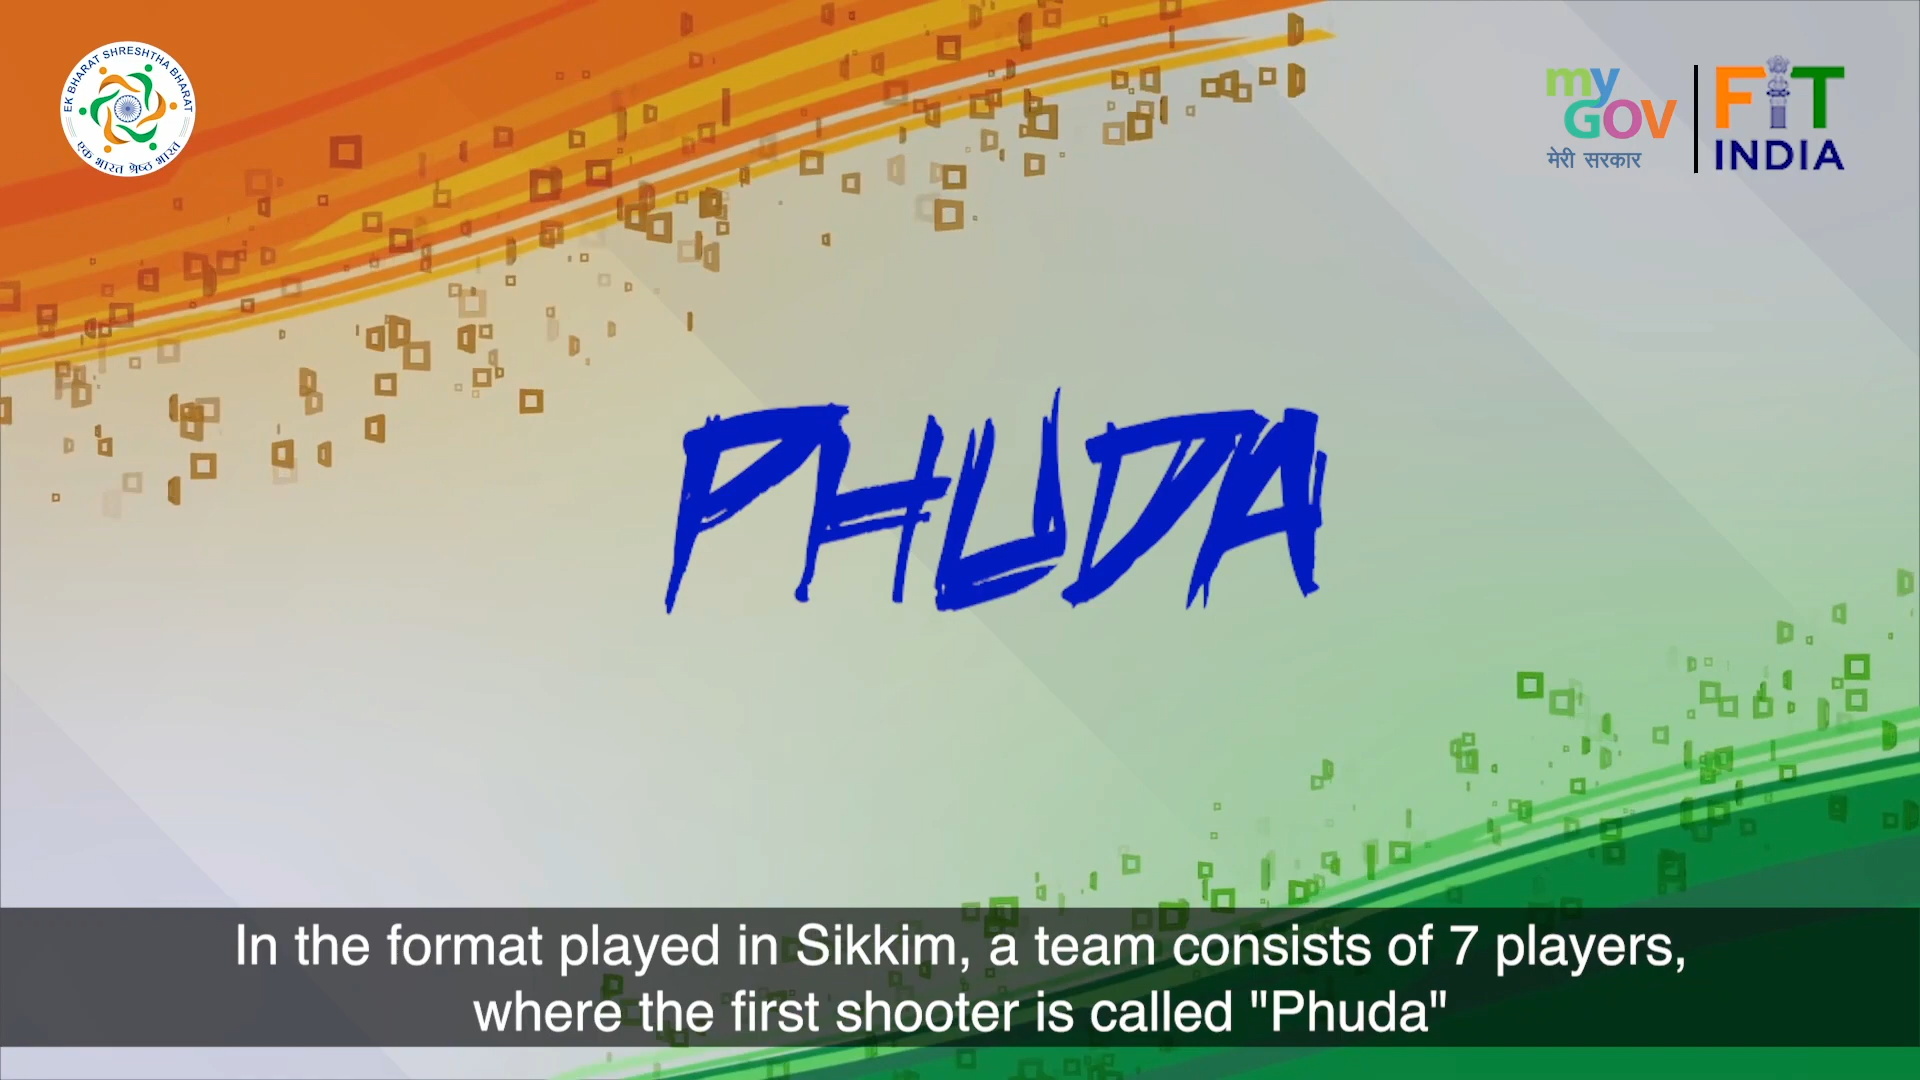 EK BHARAT SHRESHTHA BHARAT
एक भारत श्रेष्ठ भारत
my
GOV
मेरी सरकार
FIT
INDIA
PHUDA
In the format played in Sikkim, a team consists of 7 players,
where the first shooter is called "Phuda"